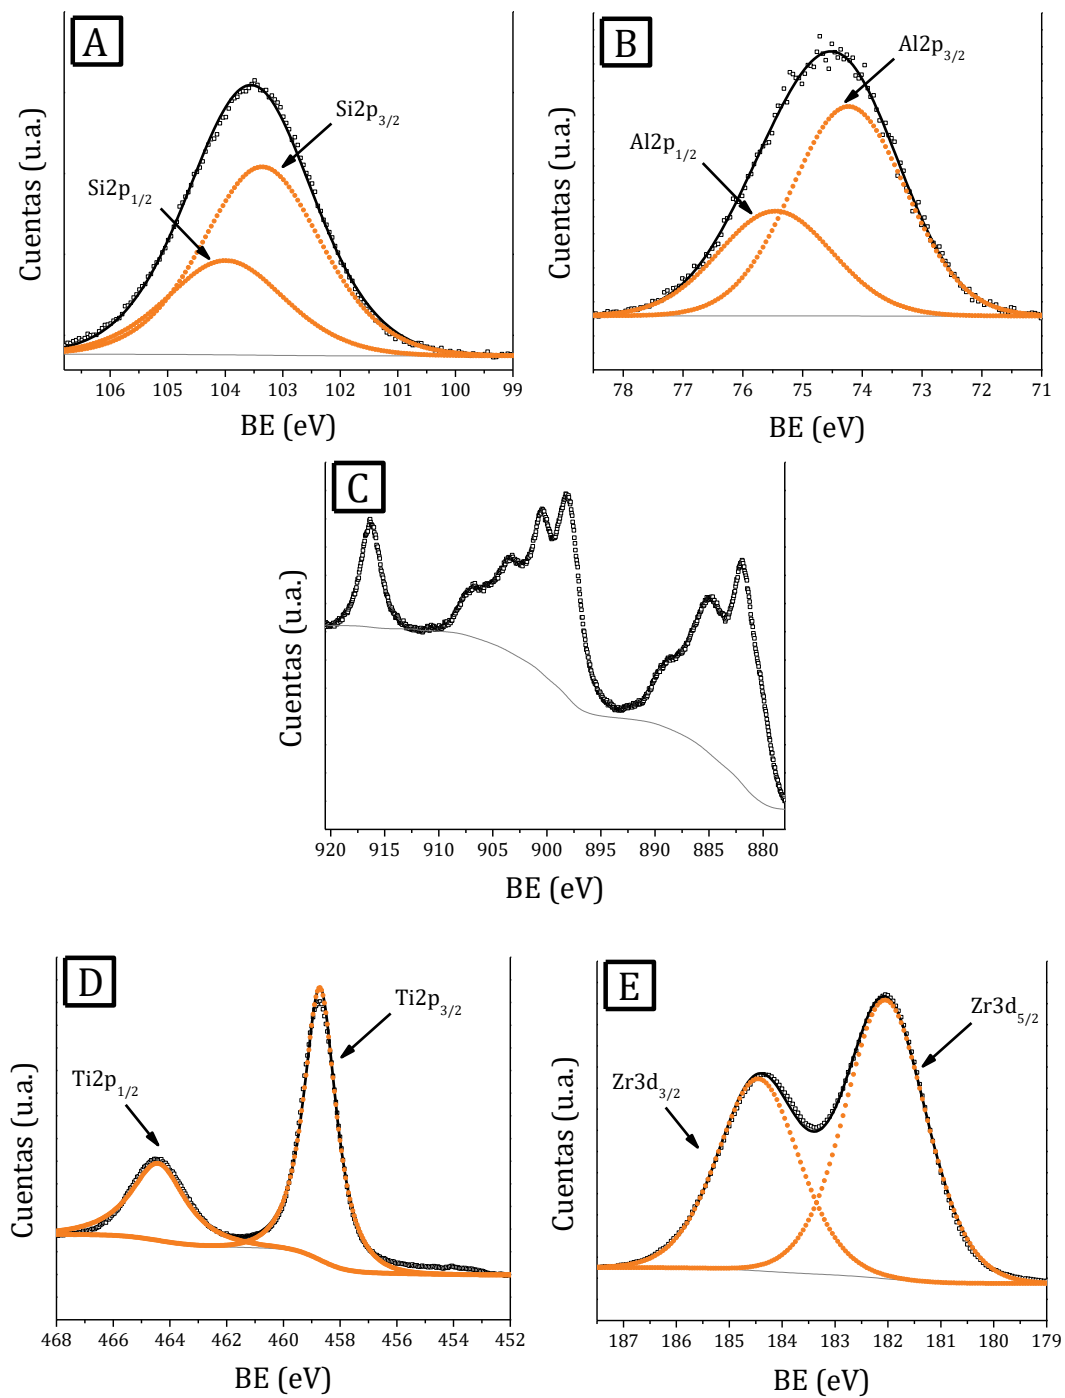 A
Cuentas (u.a.)
Si2p3/2
Si2p1/2
106 105 104 103 102 101 100 99
BE (eV)
B
Cuentas (u.a.)
Al2p3/2
Al2p1/2
78 77 76 75 74 73 72 71
BE (eV)
C
Cuentas (u.a.)
920 915 910 905 900 895 890 885 880
BE (eV)
D
Cuentas (u.a.)
Ti2p3/2
Ti2p1/2
468 466 464 462 460 458 456 454 452
BE (eV)
E
Cuentas (u.a.)
Zr3d5/2
Zr3d3/2
187 186 185 184 183 182 181 180 179
BE (eV)